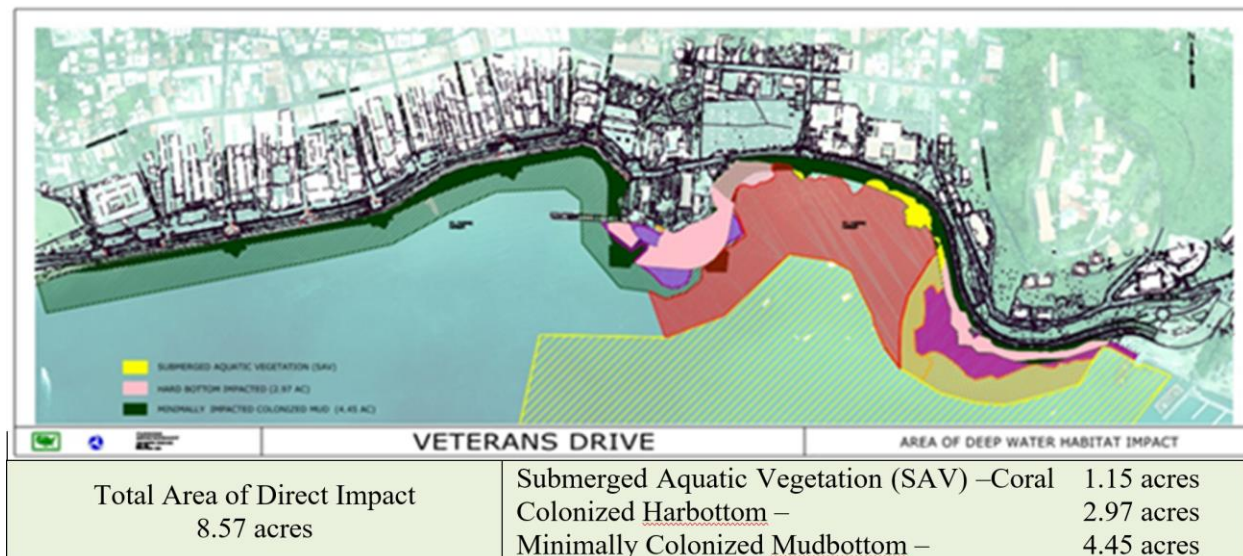 SUBMERGED AQUATIC VEGETATION (SAV)
HARD BOTTOM IMPACTED (2.97 AC)
MINIMALLY IMPACTED COLONIZED MUD (4.45 AC)
VETERANS DRIVE
AREA OF DEEP WATER HABITAT IMPACT
Total Area of Direct Impact
8.57 acres
Submerged Aquatic Vegetation (SAV) –Coral 1.15 acres
Colonized Harbottom – 2.97 acres
Minimally Colonized Mudbottom – 4.45 acres